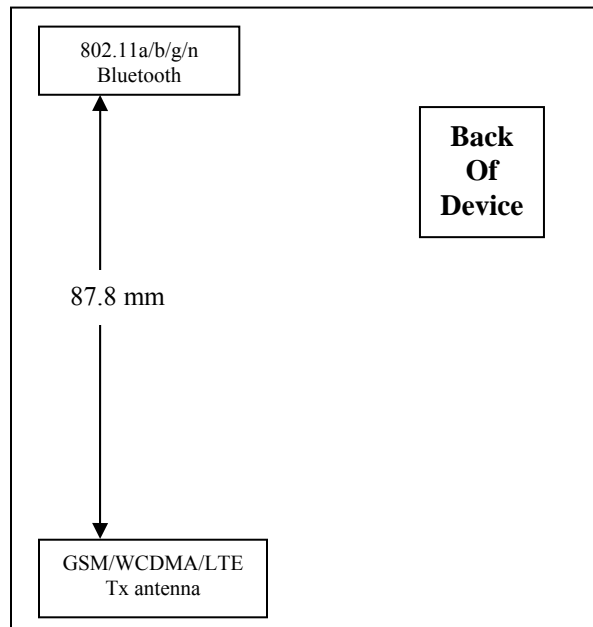 802.11a/b/g/n
Bluetooth
Back
Of
Device
87.8 mm
GSM/WCDMA/LTE
Tx antenna